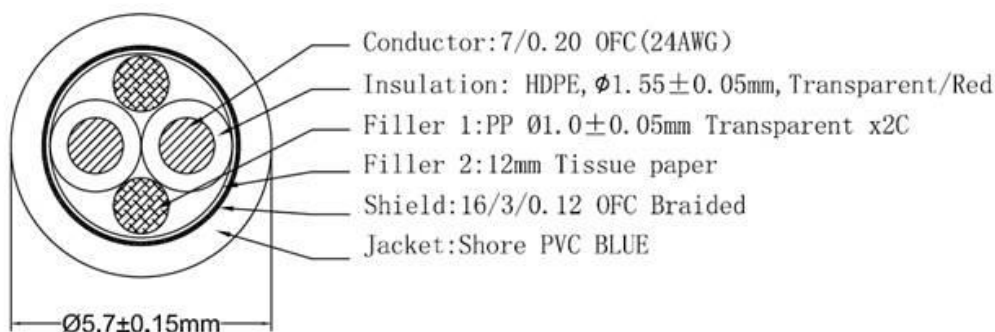 Conductor:7/0.20 OFC(24AWG)
Insulation: HDPE,Φ1.55±0.05mm,Transparent/Red
Filler 1:PP Ø1.0±0.05mm Transparent x2C
Filler 2:12mm Tissue paper
Shield:16/3/0.12 OFC Braided
Jacket:Shore PVC BLUE
Ø5.7±0.15mm